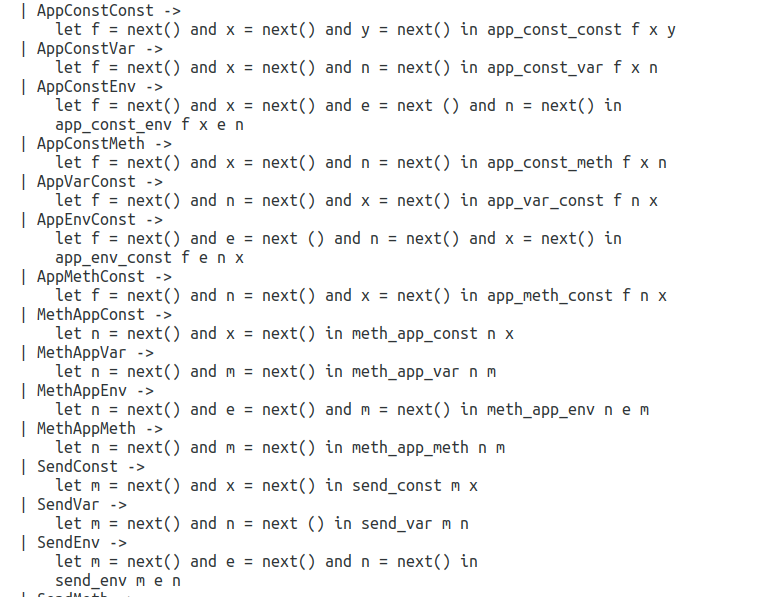 | AppConstConst ->
let f = next() and x = next() and y = next() in app_const_const f x y
| AppConstVar ->
let f = next() and x = next() and n = next() in app_const_var f x n
| AppConstEnv ->
let f = next() and x = next() and e = next () and n = next() in
app_const_env f x e n
| AppConstMeth ->
let f = next() and x = next() and n = next() in app_const_meth f x n
| AppVarConst ->
let f = next() and n = next() and x = next() in app_var_const f n x
| AppEnvConst ->
let f = next() and e = next () and n = next() and x = next() in
app_env_const f e n x
| AppMethConst ->
let f = next() and n = next() and x = next() in app_meth_const f n x
| MethAppConst ->
let n = next() and x = next() in meth_app_const n x
| MethAppVar ->
let n = next() and m = next() in meth_app_var n m
| MethAppEnv ->
let n = next() and e = next() and m = next() in meth_app_env n e m
| MethAppMeth ->
let n = next() and m = next() in meth_app_meth n m
| SendConst ->
let m = next() and x = next() in send_const m x
| SendVar ->
let m = next() and n = next () in send_var m n
| SendEnv ->
let m = next() and e = next() and n = next() in
send_env m e n